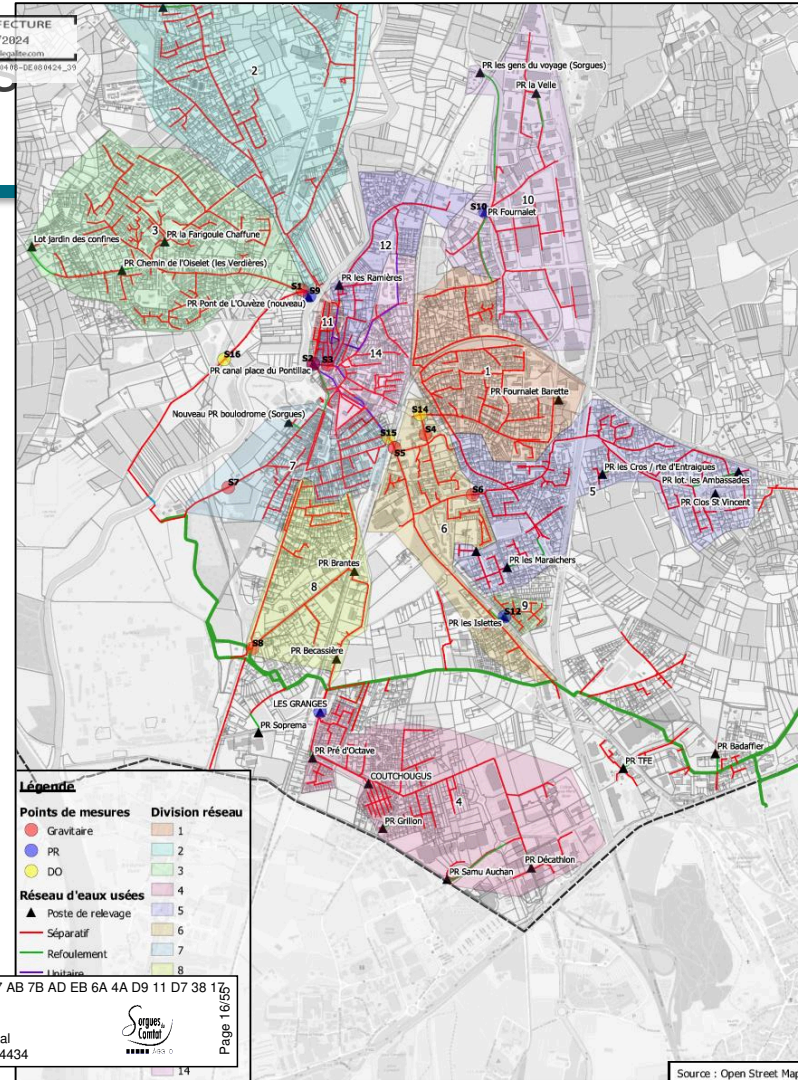 FECTURE
/2024
legalite.com
S
2
PR les gens du voyage (Sorgues)
PR la Velle
10
S10
PR Fournalet
3
PR la Farigoule Chaffune
Lot Jardin des confines
PR Chemin de l'Oiselet (les Verdières)
12
PR les Ramières
S1
S9
PR Pont de L'Ouvèze (nouveau)
11
S16
S2
S3
14
PR canal place du Pontillac
1
PR Fournalet Barette
S14
Nouveau PR boulodrome (Sorgues)
S15
S4
S5
7
PR les Cros / rte d'Entraigues
PR lot. les Ambassades
S7
S6
5
PR Clos St Vincent
6
PR les Maraichers
PR Brantes
8
9
S12
PR les Islettes
S8
PR Becassière
LES GRANGES
PR Soprema
PR Pré d'Octave
PR TFE
PR Badaffier
COUTCHOUGUS
4
PR Grillon
PR Samu Auchan
PR Décathlon
Légende
Points de mesures
Division réseau
Gravitaire
1
PR
2
DO
3
4
Réseau d'eaux usées
5
Poste de relevage
6
Séparatif
7
Refoulement
8
Unitaire
AB 7B AD EB 6A 4A D9 11 D7 38 17
al
4434
Sorgues du
Comtat
AGGLO
Page 16/55
14
Source : Open Street Map